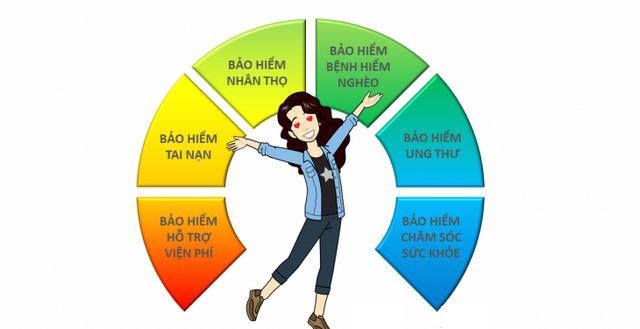 BẢO HIỂM
NHÂN THỌ
BẢO HIỂM
BỆNH HIỂM
NGHÈO
BẢO HIỂM
TAI NẠN
BẢO HIỂM
UNG THƯ
BẢO HIỂM
HỖ TRỢ
VIỆN PHÍ
BẢO HIỂM
CHĂM SÓC
SỨC KHỎE